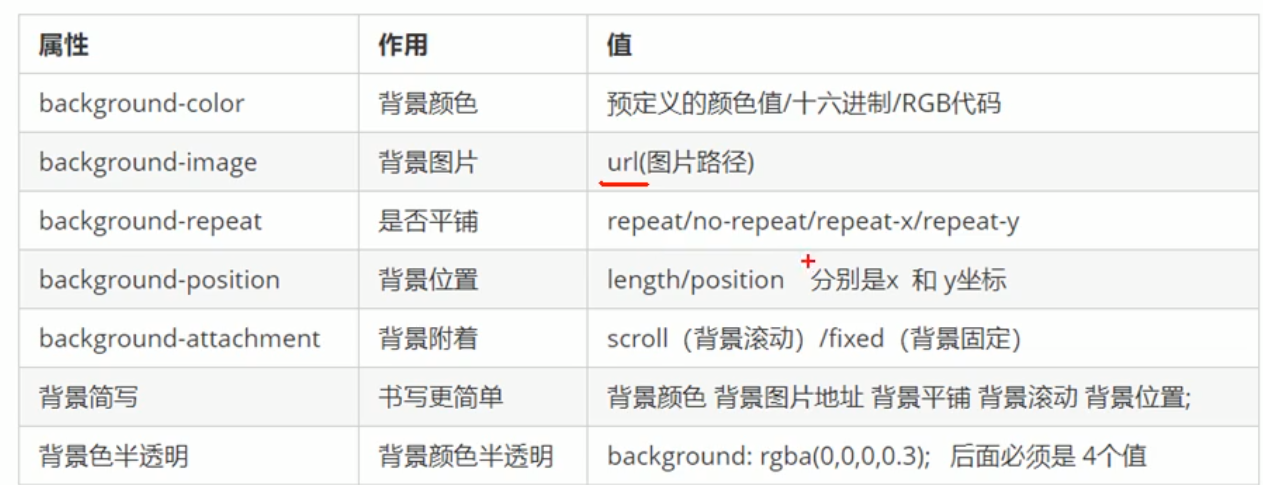 属性 作用 值
background-color 背景颜色 预定义的颜色值/十六进制/RGB代码
background-image 背景图片 url(图片路径)
background-repeat 是否平铺 repeat/no-repeat/repeat-x/repeat-y
background-position 背景位置 length/position 分别是x 和 y坐标
background-attachment 背景附着 scroll（背景滚动）/fixed（背景固定）
背景简写 书写更简单 背景颜色 背景图片地址 背景平铺 背景滚动 背景位置;
背景色半透明 背景颜色半透明 background: rgba(0,0,0,0.3); 后面必须是 4个值